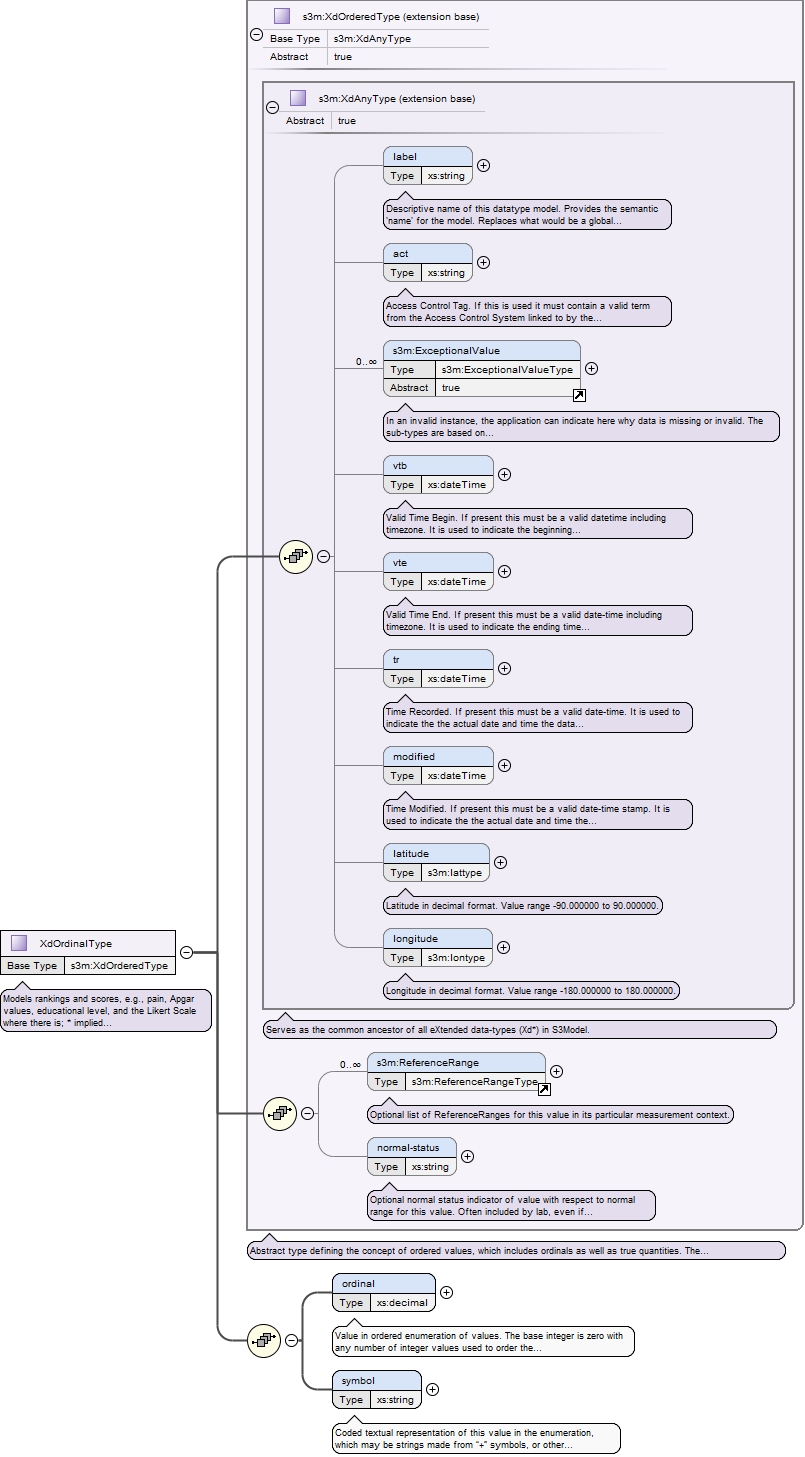 s3m:XdOrderedType (extension base)
Base Type s3m:XdAnyType
Abstract true
s3m:XdAnyType (extension base)
Abstract true
label
Type xs:string
Descriptive name of this datatype model. Provides the semantic
'name' for the model. Replaces what would be a global...
act
Type xs:string
Access Control Tag. If this is used it must contain a valid term
from the Access Control System linked to by the...
0..∞
s3m:ExceptionalValue
Type s3m:ExceptionalValueType
Abstract true
In an invalid instance, the application can indicate here why data is missing or invalid. The
sub-types are based on...
vtb
Type xs:dateTime
Valid Time Begin. If present this must be a valid datetime including
timezone. It is used to indicate the beginning...
vte
Type xs:dateTime
Valid Time End. If present this must be a valid date-time including
timezone. It is used to indicate the ending time...
tr
Type xs:dateTime
Time Recorded. If present this must be a valid date-time. It is used to
indicate the the actual date and time the data...
modified
Type xs:dateTime
Time Modified. If present this must be a valid date-time stamp. It is
used to indicate the the actual date and time the...
latitude
Type s3m:lattype
Latitude in decimal format. Value range -90.000000 to 90.000000.
longitude
Type s3m:lontype
Longitude in decimal format. Value range -180.000000 to 180.000000.
XdOrdinalType
Base Type s3m:XdOrderedType
Models rankings and scores, e.g., pain, Apgar
values, educational level, and the Likert Scale
where there is; * implied...
Serves as the common ancestor of all eXtended data-types (Xd*) in S3Model.
0..∞
s3m:ReferenceRange
Type s3m:ReferenceRangeType
Optional list of ReferenceRanges for this value in its particular measurement context.
normal-status
Type xs:string
Optional normal status indicator of value with respect to normal
range for this value. Often included by lab, even if...
Abstract type defining the concept of ordered values, which includes ordinals as well as true quantities. The...
ordinal
Type xs:decimal
Value in ordered enumeration of values. The base integer is zero with
any number of integer values used to order the...
symbol
Type xs:string
Coded textual representation of this value in the enumeration,
which may be strings made from "+" symbols, or other...